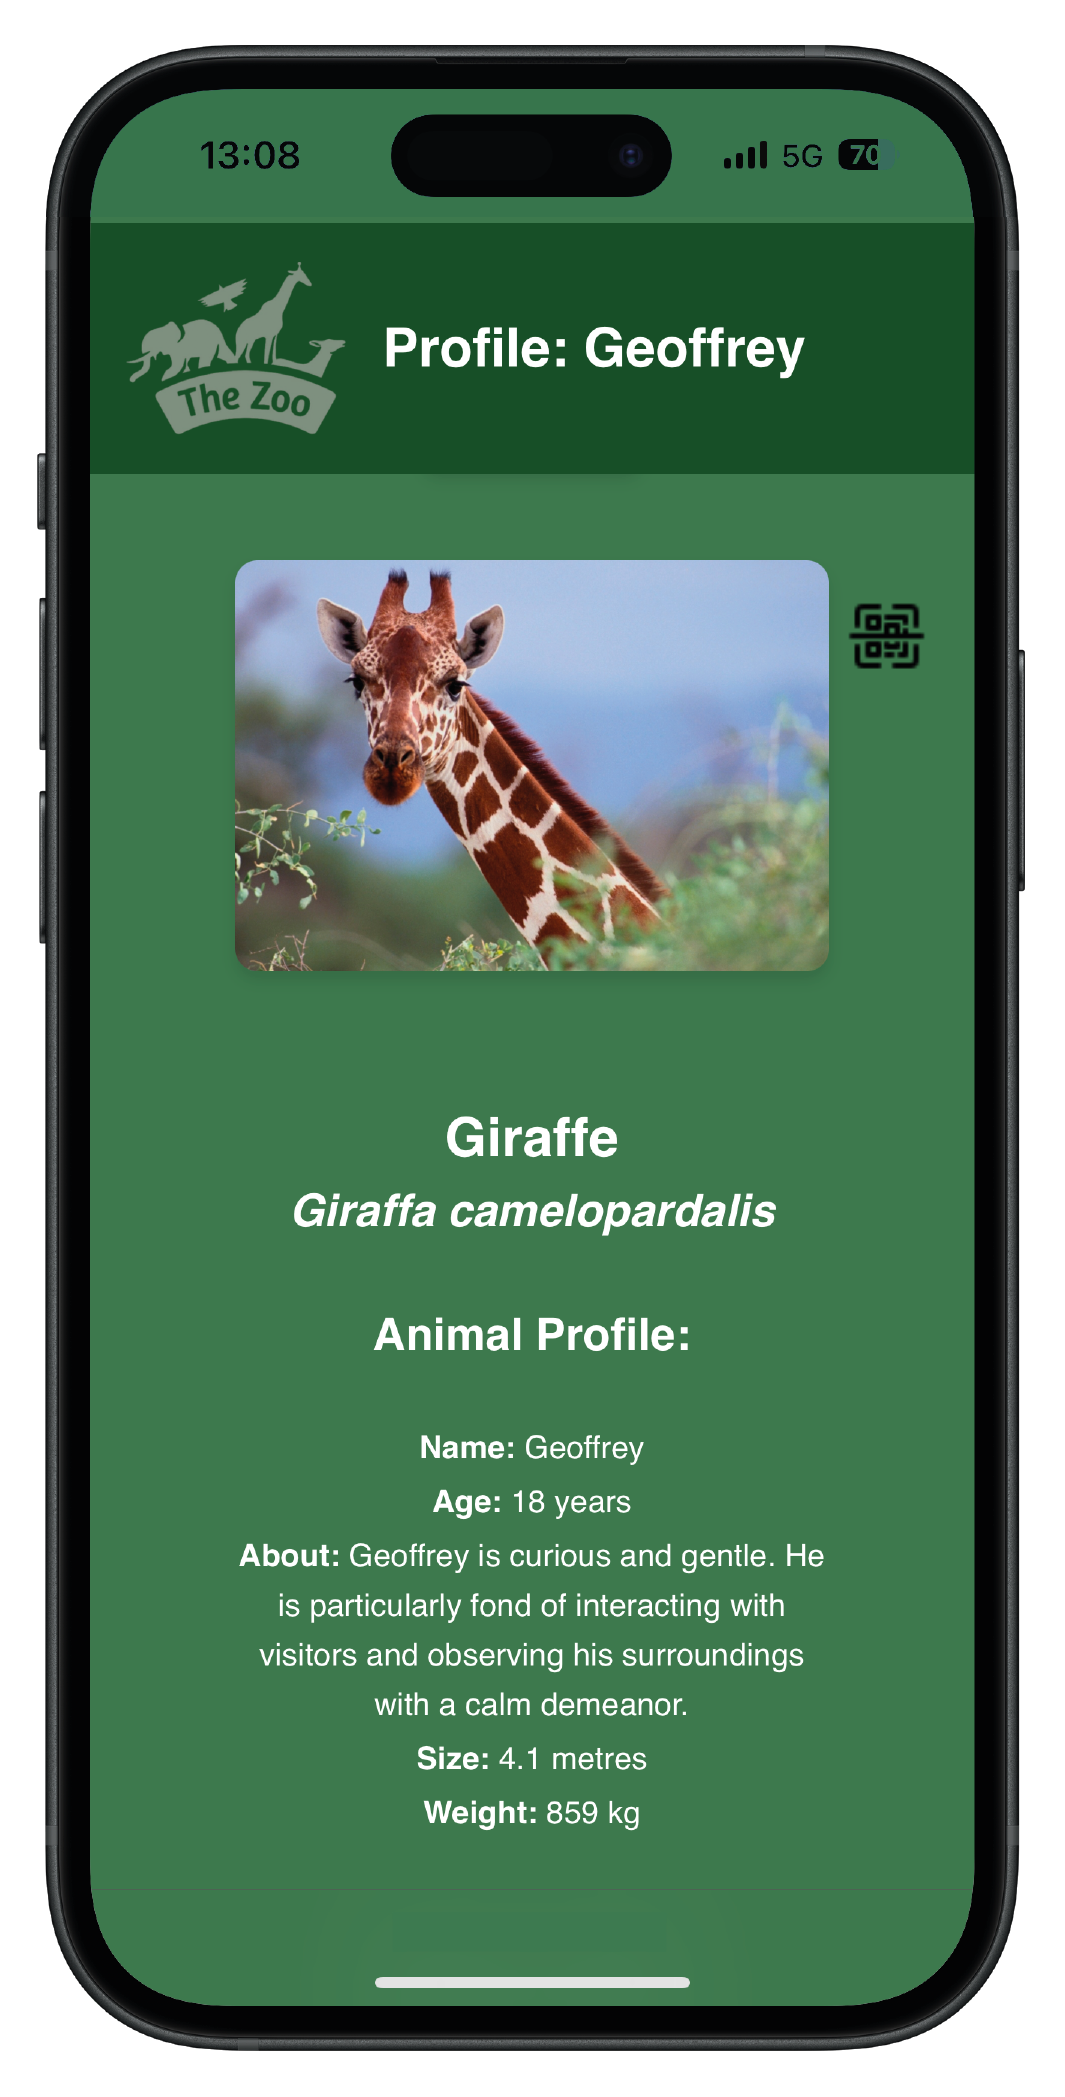 13:08
5G
70
The Zoo
Profile: Geoffrey
Giraffe
Giraffa camelopardalis
Animal Profile:
Name: Geoffrey
Age: 18 years
About: Geoffrey is curious and gentle. He
is particularly fond of interacting with
visitors and observing his surroundings
with a calm demeanor.
Size: 4.1 metres
Weight: 859 kg